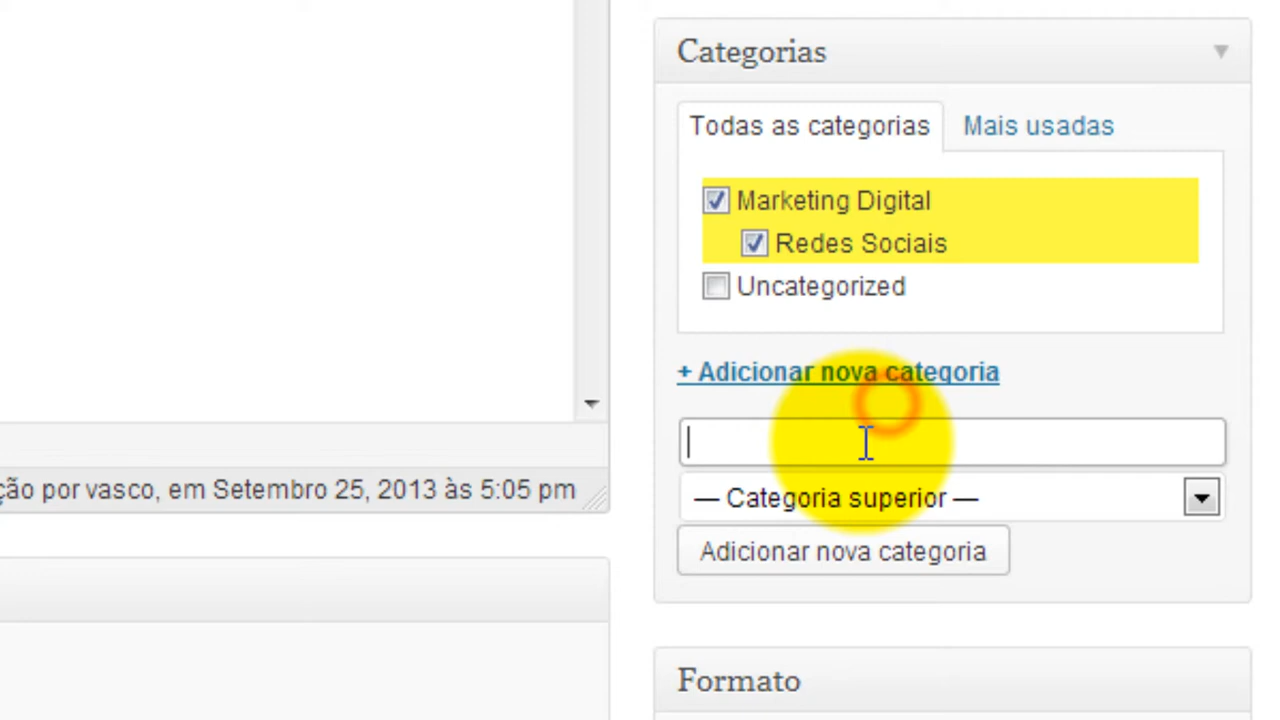 Categorias
Todas as categorias Mais usadas
Marketing Digital
Redes Sociais
Uncategorized
+ Adicionar nova categoria
— Categoria superior —
ção por vasco, em Setembro 25, 2013 às 5:05 pm
Adicionar nova categoria
Formato